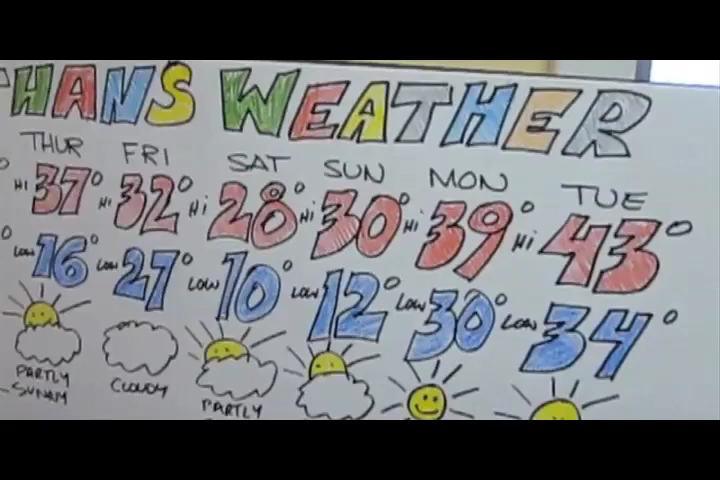 THANS WEATHER
THUR FRI SAT SUN MON TUE
HI 37° HI 32° Hi 28° Hi 30° Hi 39° Hi 43°
LOW 16° LOW 27° LOW 10° LOW 12° LOW 30° LOW 34°
PARTLY CLOUDY PARTLY
SUNNY